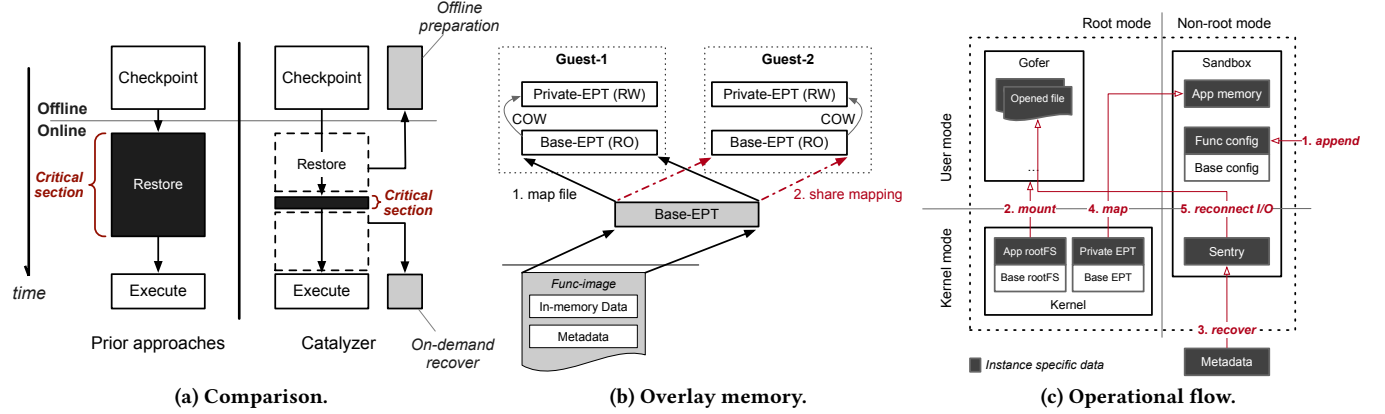 Offline
preparation
Checkpoint
Checkpoint
Offline
Online
Critical
section
Restore
Restore
Critical
section
time
Execute
Execute
Prior approaches
Catalyzer
On-demand
recover
(a) Comparison.
Guest-1
Guest-2
Private-EPT (RW)
Private-EPT (RW)
COW
COW
Base-EPT (RO)
Base-EPT (RO)
1. map file
2. share mapping
Base-EPT
Func-image
In-memory Data
Metadata
(b) Overlay memory.
Root mode
Non-root mode
Gofer
Sandbox
Opened file
App memory
User mode
Func config
1. append
Base config
...
2. mount
4. map
5. reconnect I/O
Kernel mode
App rootFS
Private EPT
Sentry
Base rootFS
Base EPT
Kernel
3. recover
Instance specific data
Metadata
(c) Operational flow.